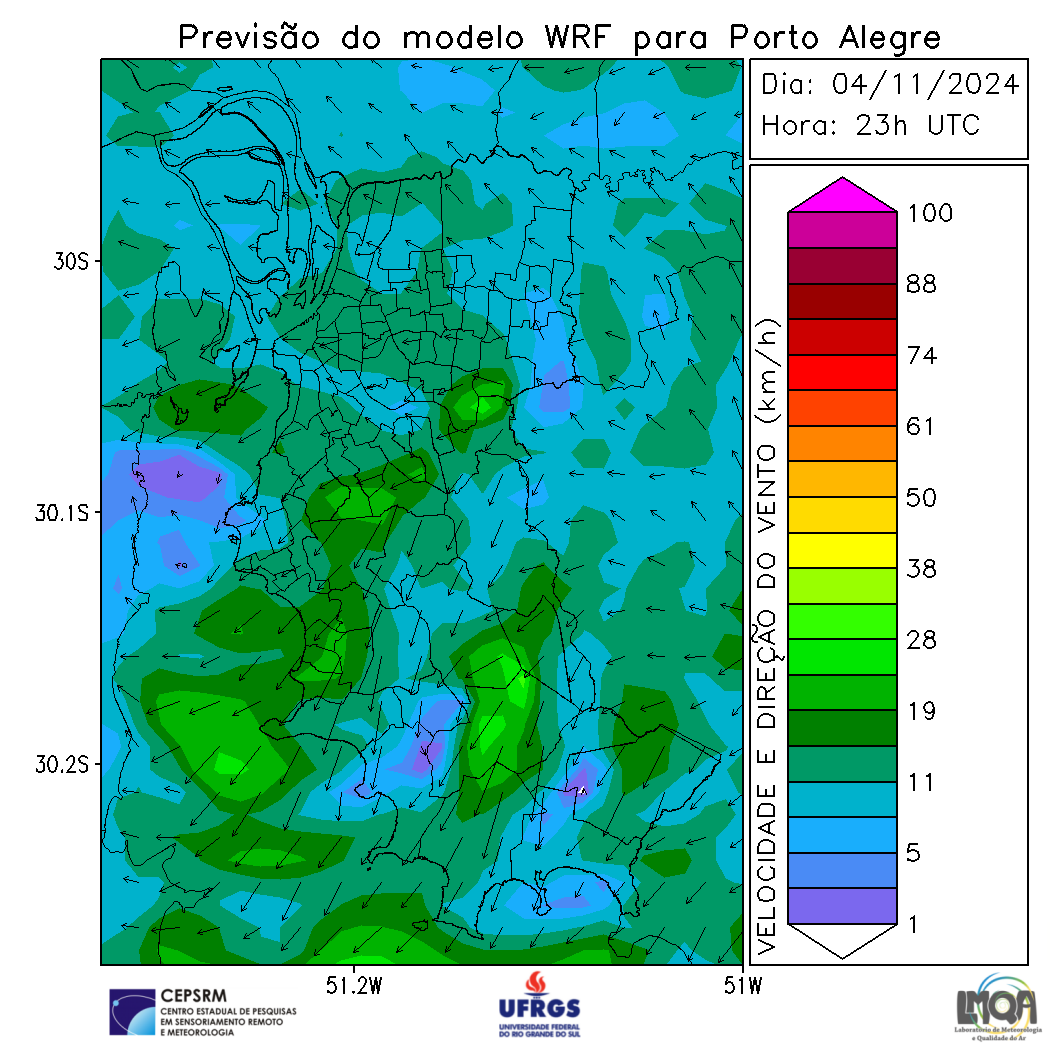 Previsão do modelo WRF para Porto Alegre
Dia: 04/11/2024
Hora: 23h UTC
30S
30.1S
30.2S
51.2W
51W
VELOCIDADE E DIREÇÃO DO VENTO (km/h)
100
88
74
61
50
38
28
19
11
5
1
CEPSRM
CENTRO ESTADUAL DE PESQUISAS
EM SENSORIAMENTO REMOTO
E METEOROLOGIA
UFRGS
UNIVERSIDADE FEDERAL
DO RIO GRANDE DO SUL
LMQA
Laboratório de Meteorologia
e Qualidade do Ar